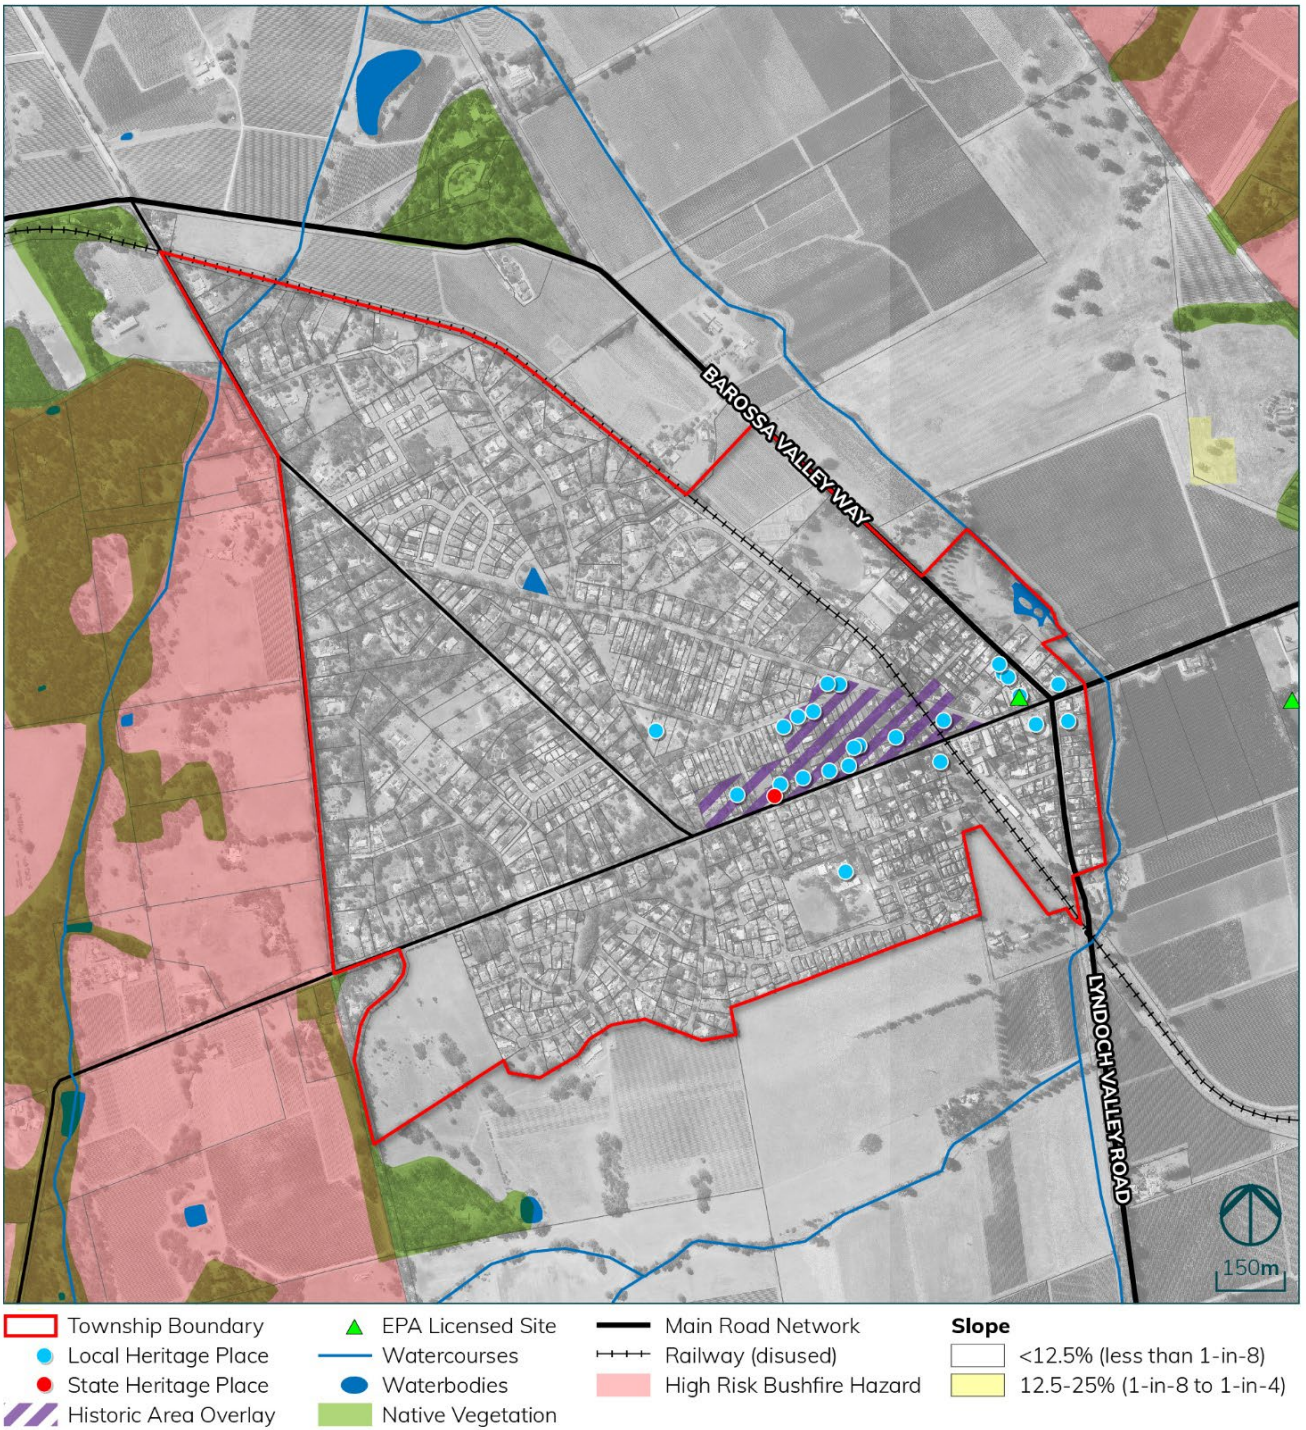 BAROSSA VALLEY WAY
LYNDOCH VALLEY ROAD
150m
Township Boundary
Local Heritage Place
State Heritage Place
Historic Area Overlay
EPA Licensed Site
Watercourses
Waterbodies
Native Vegetation
Main Road Network
Railway (disused)
High Risk Bushfire Hazard
Slope
<12.5% (less than 1-in-8)
12.5-25% (1-in-8 to 1-in-4)